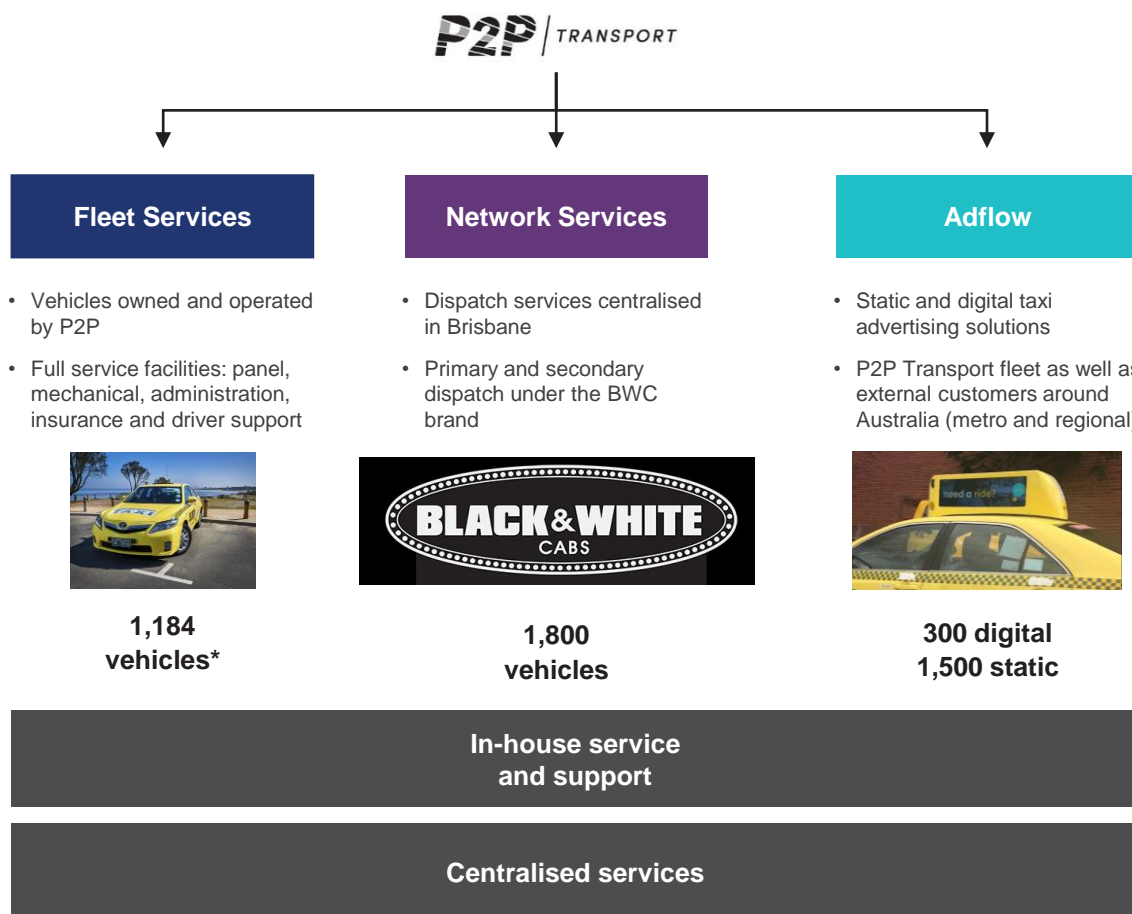 P2P TRANSPORT
Fleet Services
• Vehicles owned and operated
by P2P
• Full service facilities: panel,
mechanical, administration,
insurance and driver support
1,184
vehicles*
Network Services
• Dispatch services centralised
in Brisbane
• Primary and secondary
dispatch under the BWC
brand
BLACK&WHITE
CABS
1,800
vehicles
Adflow
• Static and digital taxi
advertising solutions
• P2P Transport fleet as well as
external customers around
Australia (metro and regional)
need a ride?
300 digital
1,500 static
In-house service
and support
Centralised services